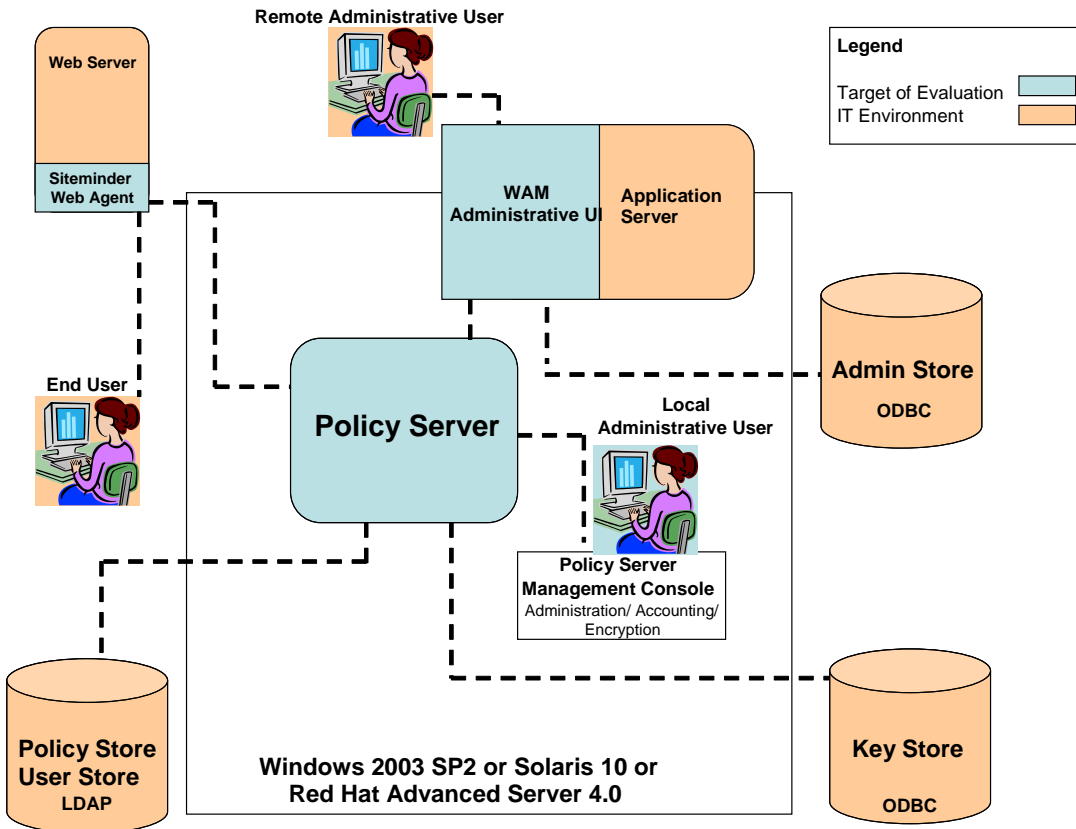 Remote Administrative User
Web Server
Siteminder
Web Agent
Legend
Target of Evaluation
IT Environment
WAM
Administrative UI
Application
Server
End User
Policy Server
Local
Administrative User
Admin Store
ODBC
Policy Server
Management Console
Administration/ Accounting/
Encryption
Policy Store
User Store
LDAP
Windows 2003 SP2 or Solaris 10 or
Red Hat Advanced Server 4.0
Key Store
ODBC